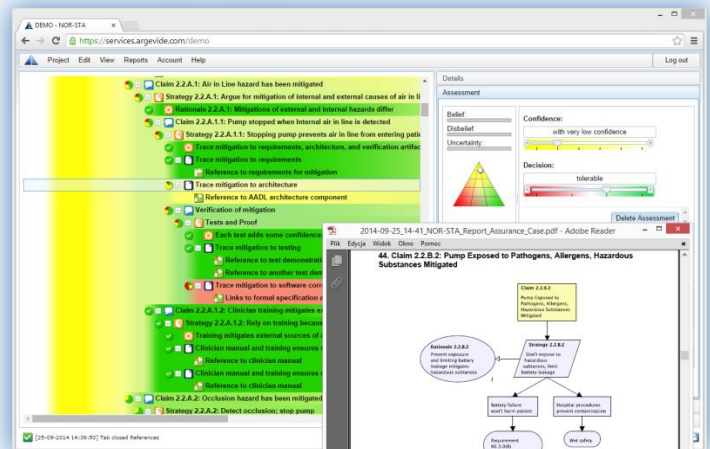 DEMO - NOR-STA
https://services.argevide.com/demo
Project Edit View Reports Account Help Log out
Claim 2.2.A.1: Air in Line hazard has been mitigated
Strategy 2.2.A.1: Argue for mitigation of internal and external causes of air in li
Rationale 2.2.A.1: Mitigations of external and internal hazards differ
Claim 2.2.A.1.1: Pump stopped when Internal air in line is detected
Strategy 2.2.A.1.1: Stopping pump prevents air in line from entering patie
Trace mitigation to requirements, architecture, and verification artifac
Trace mitigation to requirements
Reference to requirements for mitigation
Trace mitigation to architecture
Reference to AADL architecture component
Verification of mitigation
Tests and Proof
Each test adds some confidence
Trace mitigation to testing
Reference to test demonstrati
Reference to another test dem
Trace mitigation to software corr
Links to formal specification a
Claim 2.2.A.1.2: Clinician training mitigates ex
Strategy 2.2.A.1.2: Rely on training becaus
Training mitigates external sources of a
Clinician manual and training ensures
Reference to clinician manual
Clinician manual and training ensures
Reference to clinician manual
Claim 2.2.A.2: Occlusion hazard has been mitigated
Strategy 2.2.A.2: Detect occlusion; stop pump
[25-09-2014 14:39:50] Tab closed References
Details
Assessment
Belief:
Disbelief
Uncertainty:
Confidence:
with very low confidence
Decision:
tolerable
Delete Assessment
2014-09-25_14-41_NOR-STA_Report_Assurance_Case.pdf - Adobe Reader
Plik Edycja Widok Okno Pomoc
44. Claim 2.2.B.2: Pump Exposed to Pathogens, Allergens, Hazardous
Substances Mitigated
Claim 2.2.B.2
Pump Exposed to
Pathogens, Allergens,
Hazardous Substances
Mitigated
Rationale 2.2.B.2
Prevent exposure
and limiting battery
leakage mitigates
hazardous sustances
Strategy 2.2.B.2
Don't expose to
hazardous
sustances, limit
battery leakage
Battery failure
won't harm patient
Hospital procedures
prevent contamination
Requirement
Wet safety